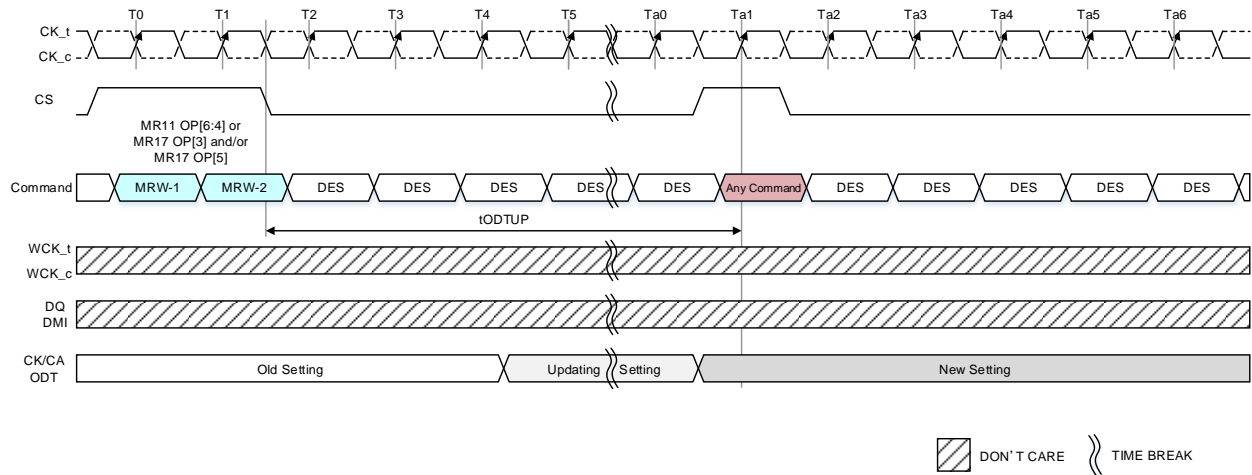 T0 T1 T2 T3 T4 T5 Ta0 Ta1 Ta2 Ta3 Ta4 Ta5 Ta6
CK_t
CK_c
CS
MR11 OP[6:4] or
MR17 OP[3] and/or
MR17 OP[5]
Command MRW-1 MRW-2 DES DES DES DES DES Any Command DES DES DES DES DES
tODTUP
WCK_t
WCK_c
DQ
DMI
CK/CA
ODT
Old Setting Updating Setting New Setting
DON'T CARE TIME BREAK